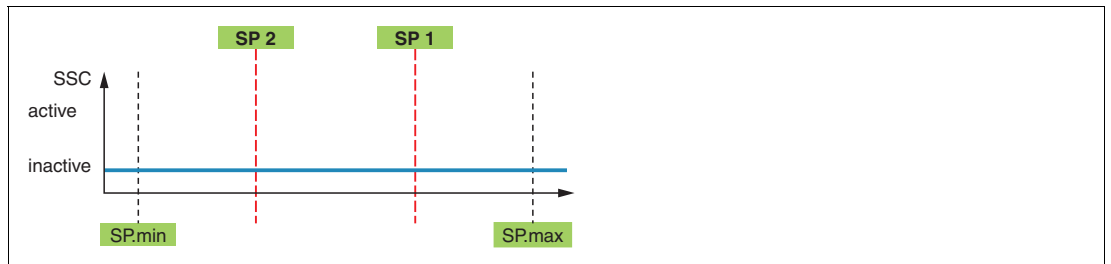 SP 2
SP 1
SSC
active
inactive
SP.min
SP.max